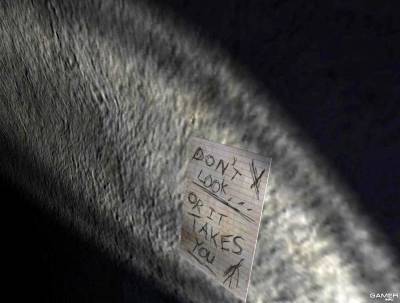 DON'T
LOOK...
OR IT
TAKES
YOU
GAMER